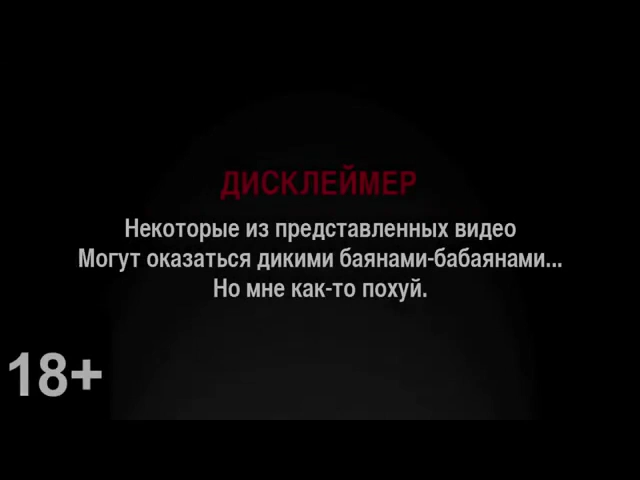 ДИСКЛЕЙМЕР
Некоторые из представленных видео
Могут оказаться дикими баянами-бабаянами...
Но мне как-то похуй.
18+